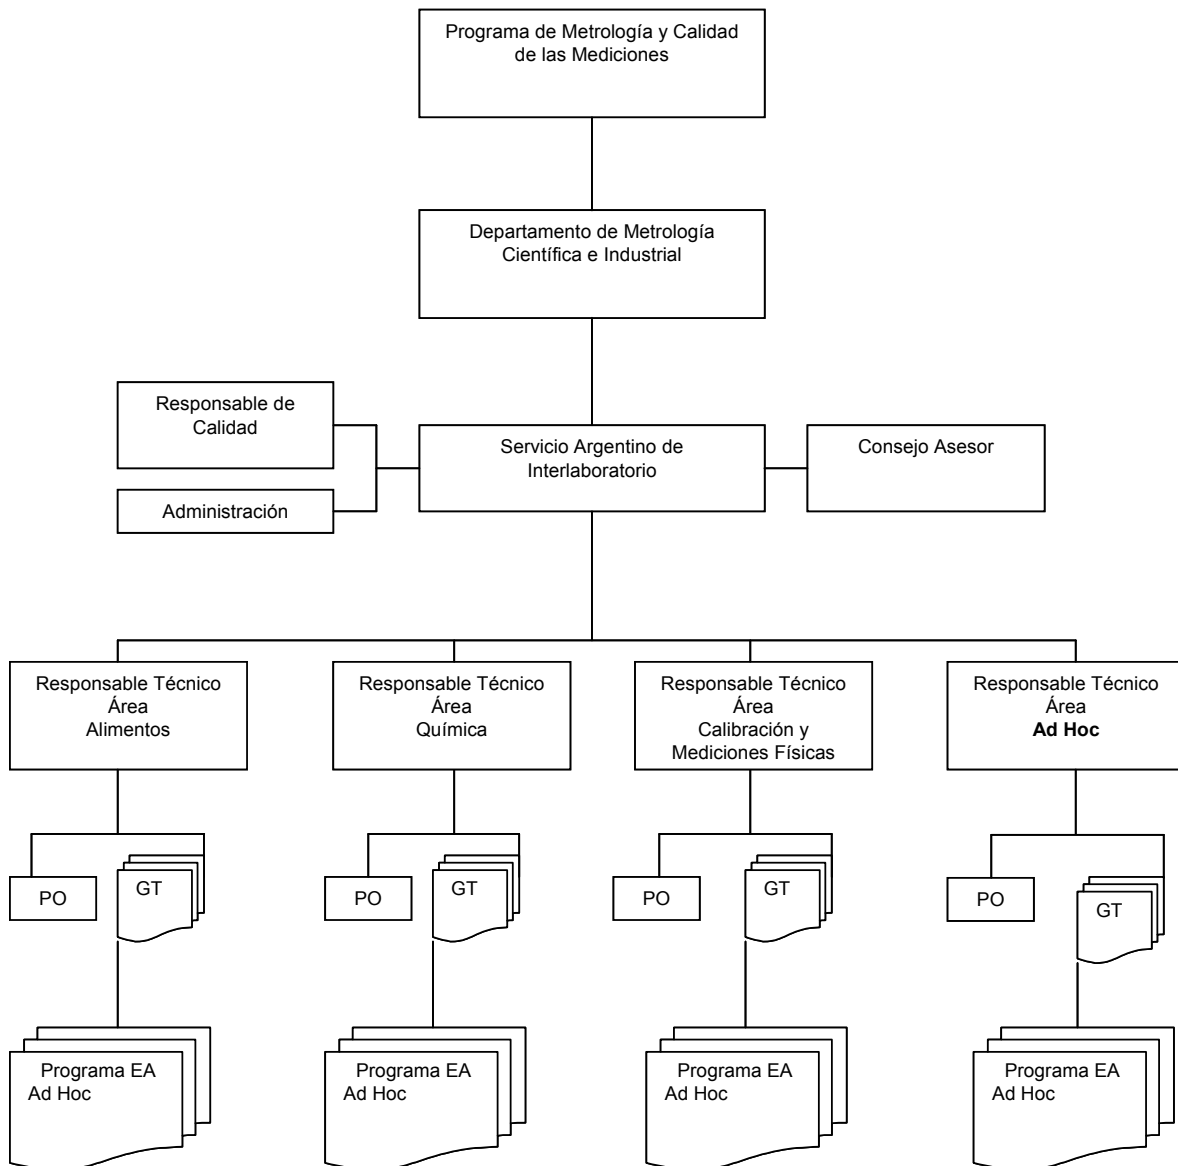 Programa de Metrología y Calidad
de las Mediciones
Departamento de Metrología
Científica e Industrial
Responsable de
Calidad
Administración
Servicio Argentino de
Interlaboratorio
Consejo Asesor
Responsable Técnico
Área
Alimentos
Responsable Técnico
Área
Química
Responsable Técnico
Área
Calibración y
Mediciones Físicas
Responsable Técnico
Área
Ad Hoc
PO
GT
PO
GT
PO
GT
PO
GT
Programa EA
Ad Hoc
Programa EA
Ad Hoc
Programa EA
Ad Hoc
Programa EA
Ad Hoc